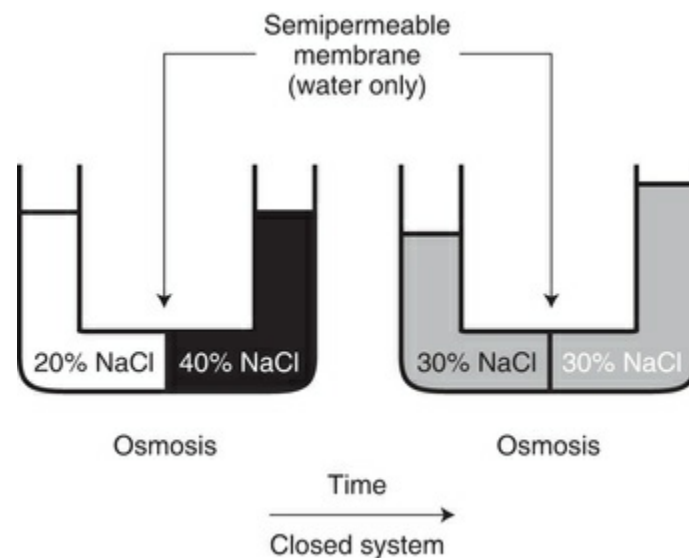 Semipermeable
membrane
(water only)
20% NaCl
40% NaCl
30% NaCl
30% NaCl
Osmosis
Osmosis
Time
Closed system